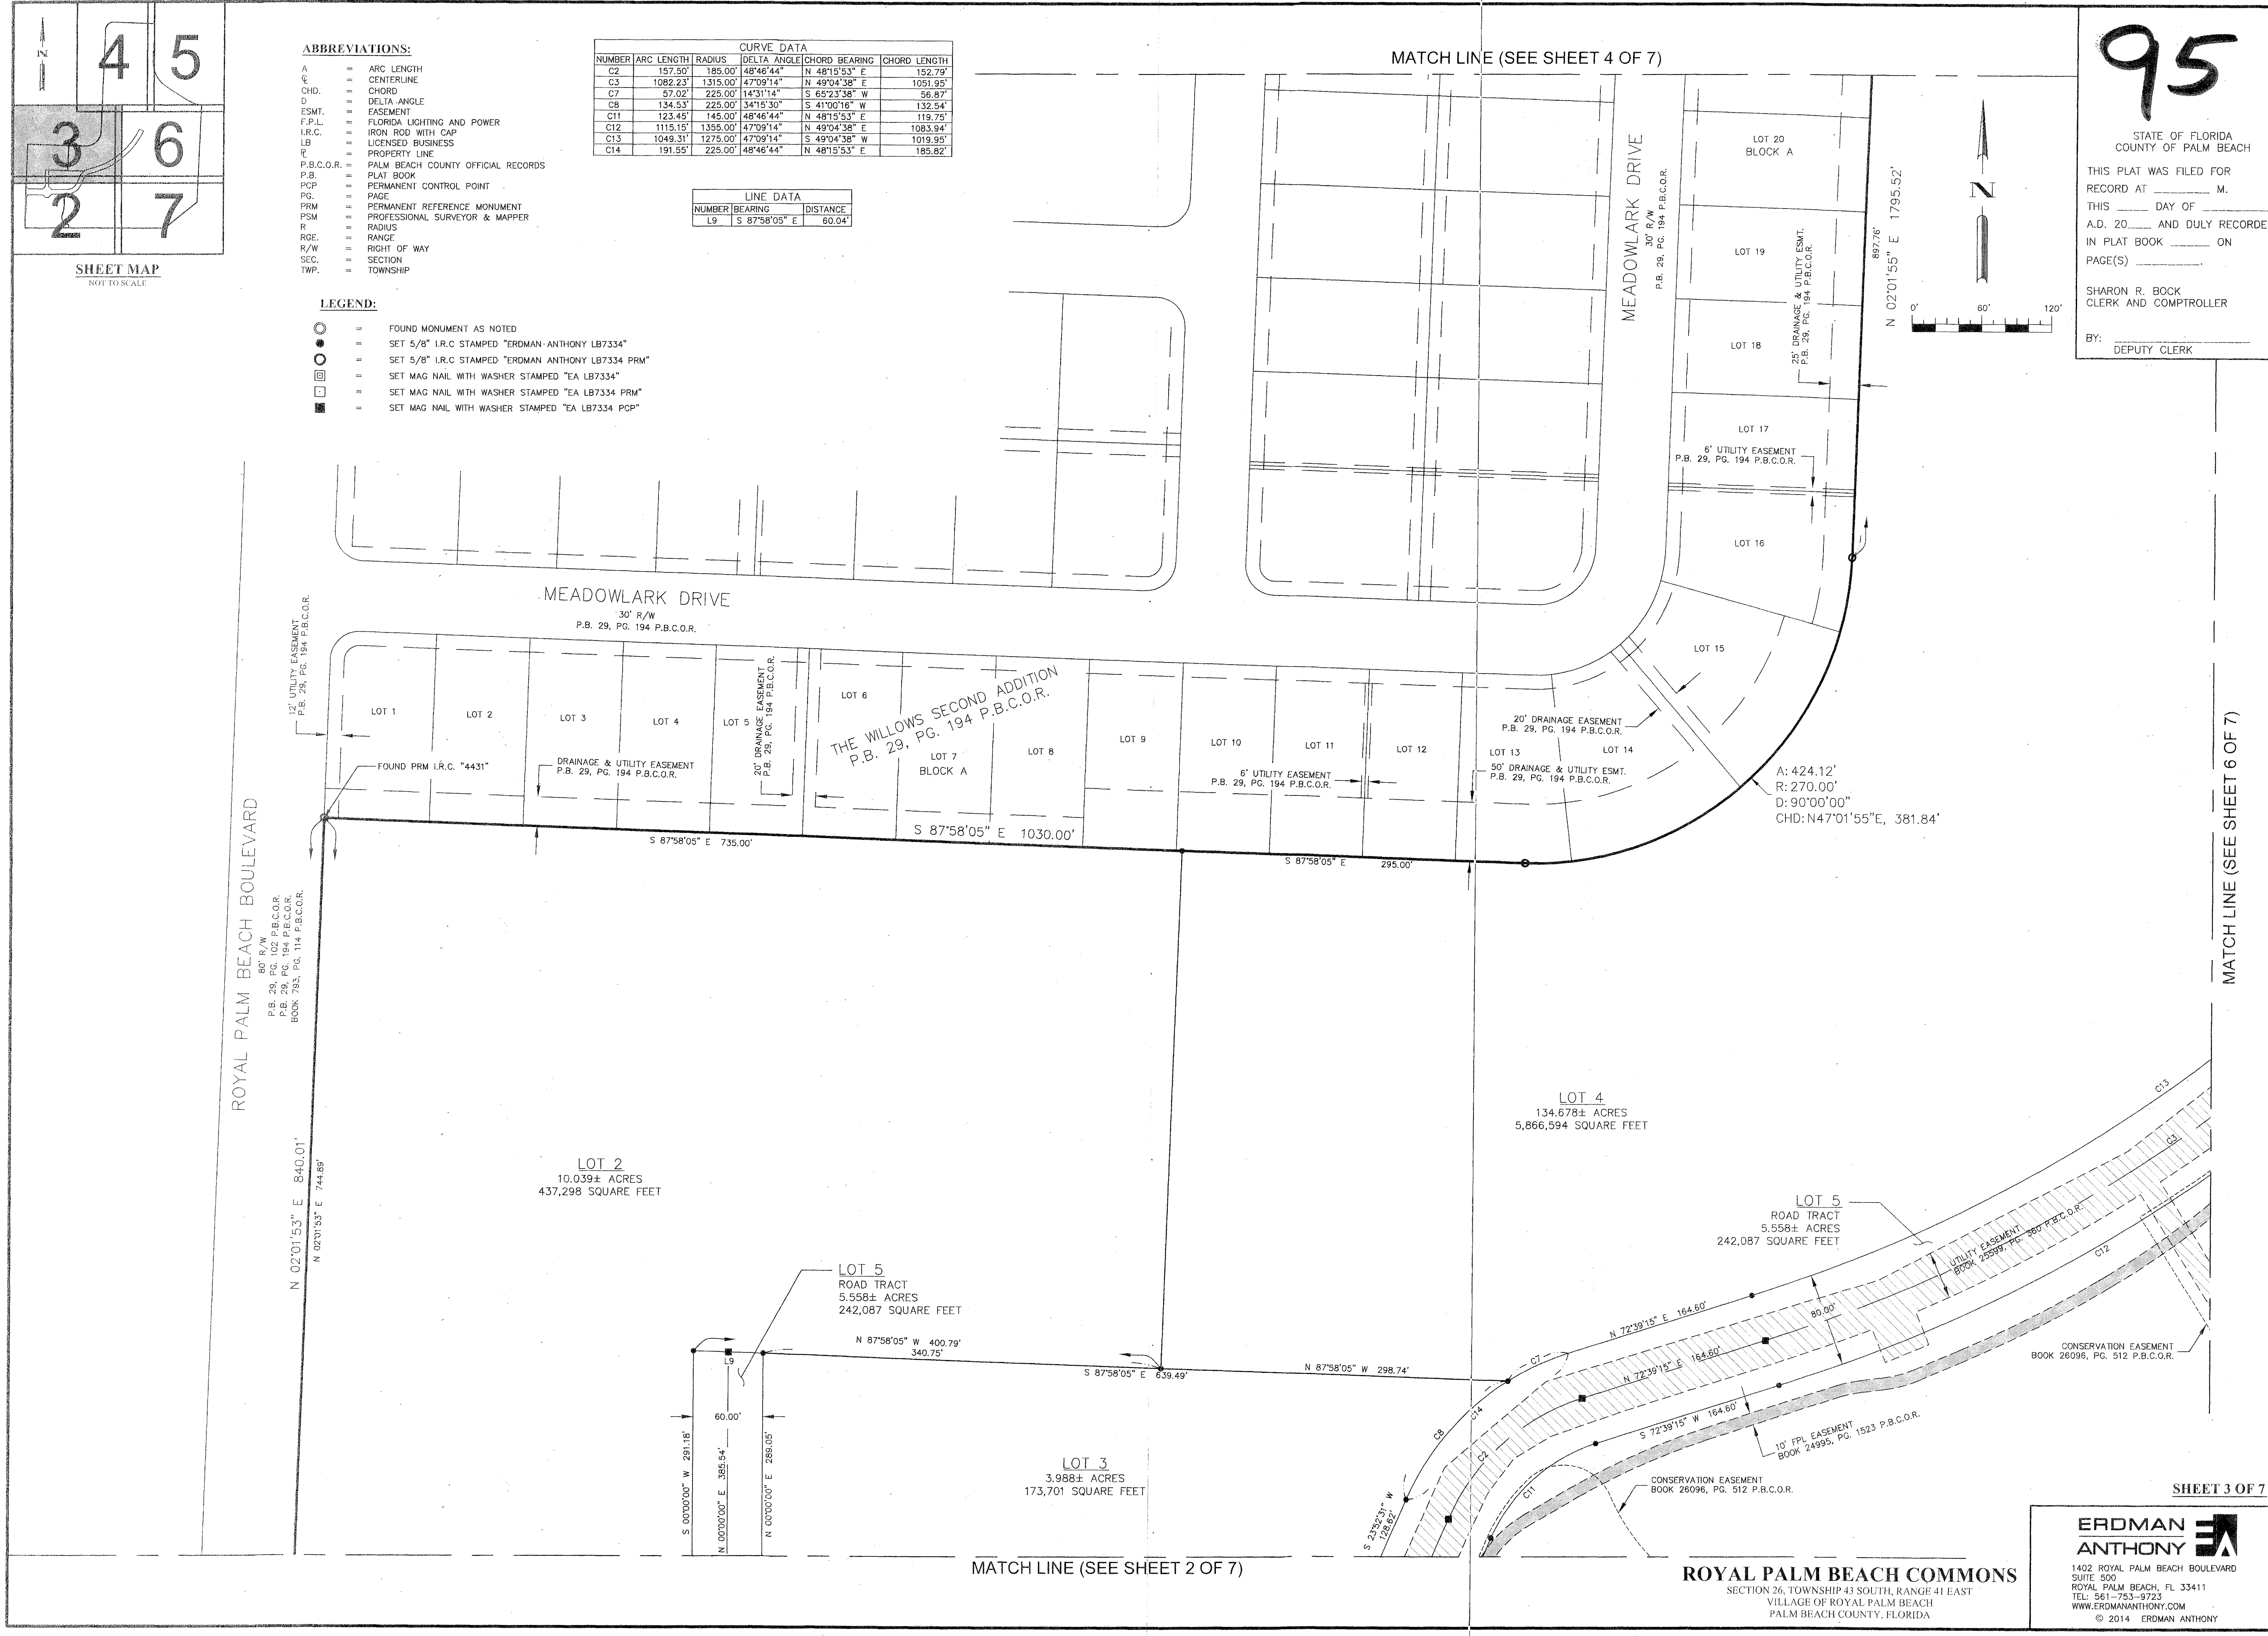 N
4 5
3 6
2 7
SHEET MAP
NOT TO SCALE
ABBREVIATIONS:
A = ARC LENGTH
℄ = CENTERLINE
CHD. = CHORD
D = DELTA ANGLE
ESMT. = EASEMENT
F.P.L. = FLORIDA LIGHTING AND POWER
I.R.C. = IRON ROD WITH CAP
LB = LICENSED BUSINESS
⅊ = PROPERTY LINE
P.B.C.O.R. = PALM BEACH COUNTY OFFICIAL RECORDS
P.B. = PLAT BOOK
PCP = PERMANENT CONTROL POINT
PG. = PAGE
PRM = PERMANENT REFERENCE MONUMENT
PSM = PROFESSIONAL SURVEYOR & MAPPER
R = RADIUS
RGE. = RANGE
R/W = RIGHT OF WAY
SEC. = SECTION
TWP. = TOWNSHIP
LEGEND:
= FOUND MONUMENT AS NOTED
= SET 5/8" I.R.C STAMPED "ERDMAN ANTHONY LB7334"
= SET 5/8" I.R.C STAMPED "ERDMAN ANTHONY LB7334 PRM"
= SET MAG NAIL WITH WASHER STAMPED "EA LB7334"
= SET MAG NAIL WITH WASHER STAMPED "EA LB7334 PRM"
= SET MAG NAIL WITH WASHER STAMPED "EA LB7334 PCP"
CURVE DATA
NUMBER ARC LENGTH RADIUS DELTA ANGLE CHORD BEARING CHORD LENGTH
C2 157.50' 185.00' 48°46'44" N 48°15'53" E 152.79'
C3 1082.23' 1315.00' 47°09'14" N 49°04'38" E 1051.95'
C7 57.02' 225.00' 14°31'14" S 65°23'38" W 56.87'
C8 134.53' 225.00' 34°15'30" S 41°00'16" W 132.54'
C11 123.45' 145.00' 48°46'44" N 48°15'53" E 119.75'
C12 1115.15' 1355.00' 47°09'14" N 49°04'38" E 1083.94'
C13 1049.31' 1275.00' 47°09'14" S 49°04'38" W 1019.95'
C14 191.55' 225.00' 48°46'44" N 48°15'53" E 185.82'
LINE DATA
NUMBER BEARING DISTANCE
L9 S 87°58'05" E 60.04'
MATCH LINE (SEE SHEET 4 OF 7)
95
STATE OF FLORIDA
COUNTY OF PALM BEACH
THIS PLAT WAS FILED FOR
RECORD AT ________ M.
THIS _____ DAY OF ________
A.D. 20____ AND DULY RECORDE
IN PLAT BOOK ______ ON
PAGE(S) __________.
SHARON R. BOCK
CLERK AND COMPTROLLER
BY: ____________________
DEPUTY CLERK
N
0' 60' 120'
N 02°01'55" E 1795.52'
897.76'
MEADOWLARK DRIVE
30' R/W
P.B. 29, PG. 194 P.B.C.O.R.
LOT 20
BLOCK A
LOT 19
25' DRAINAGE & UTILITY ESMT.
P.B. 29, PG. 194 P.B.C.O.R.
LOT 18
LOT 17
6' UTILITY EASEMENT
P.B. 29, PG. 194 P.B.C.O.R.
LOT 16
LOT 15
MEADOWLARK DRIVE
30' R/W
P.B. 29, PG. 194 P.B.C.O.R.
12' UTILITY EASEMENT
P.B. 29, PG. 194 P.B.C.O.R.
LOT 1
LOT 2
LOT 3
LOT 4
LOT 5
20' DRAINAGE EASEMENT
P.B. 29, PG. 194 P.B.C.O.R.
LOT 6
THE WILLOWS SECOND ADDITION
P.B. 29, PG. 194 P.B.C.O.R.
LOT 7
BLOCK A
LOT 8
LOT 9
LOT 10
LOT 11
LOT 12
LOT 13
LOT 14
20' DRAINAGE EASEMENT
P.B. 29, PG. 194 P.B.C.O.R.
50' DRAINAGE & UTILITY ESMT.
P.B. 29, PG. 194 P.B.C.O.R.
6' UTILITY EASEMENT
P.B. 29, PG. 194 P.B.C.O.R.
FOUND PRM I.R.C. "4431"
DRAINAGE & UTILITY EASEMENT
P.B. 29, PG. 194 P.B.C.O.R.
A: 424.12'
R: 270.00'
D: 90°00'00"
CHD: N47°01'55"E, 381.84'
S 87°58'05" E 1030.00'
S 87°58'05" E 735.00'
S 87°58'05" E 295.00'
MATCH LINE (SEE SHEET 6 OF 7)
ROYAL PALM BEACH BOULEVARD
80' R/W
P.B. 29, PG. 102 P.B.C.O.R.
P.B. 29, PG. 194 P.B.C.O.R.
BOOK 793, PG. 114 P.B.C.O.R.
N 02°01'53" E 840.01'
N 02°01'53" E 744.89'
LOT 2
10.039± ACRES
437,298 SQUARE FEET
LOT 4
134.678± ACRES
5,866,594 SQUARE FEET
LOT 5
ROAD TRACT
5.558± ACRES
242,087 SQUARE FEET
LOT 5
ROAD TRACT
5.558± ACRES
242,087 SQUARE FEET
C13
C3
UTILITY EASEMENT
BOOK 25599, PG. 360 P.B.C.O.R.
C12
N 87°58'05" W 400.79'
340.75'
L9
S 87°58'05" E 639.49'
N 87°58'05" W 298.74'
C7
N 72°39'15" E 164.60'
80.00'
N 72°39'15" E 164.60'
S 72°39'15" W 164.60'
CONSERVATION EASEMENT
BOOK 26096, PG. 512 P.B.C.O.R.
10' FPL EASEMENT
BOOK 24995, PG. 1523 P.B.C.O.R.
60.00'
S 00°00'00" W 291.18'
N 00°00'00" E 385.54'
N 00°00'00" E 289.05'
LOT 3
3.988± ACRES
173,701 SQUARE FEET
C8
C14
C2
C11
S 23°52'31" W
128.62'
CONSERVATION EASEMENT
BOOK 26096, PG. 512 P.B.C.O.R.
MATCH LINE (SEE SHEET 2 OF 7)
SHEET 3 OF 7
ROYAL PALM BEACH COMMONS
SECTION 26, TOWNSHIP 43 SOUTH, RANGE 41 EAST
VILLAGE OF ROYAL PALM BEACH
PALM BEACH COUNTY, FLORIDA
ERDMAN
ANTHONY
1402 ROYAL PALM BEACH BOULEVARD
SUITE 500
ROYAL PALM BEACH, FL 33411
TEL: 561-753-9723
WWW.ERDMANANTHONY.COM
© 2014 ERDMAN ANTHONY